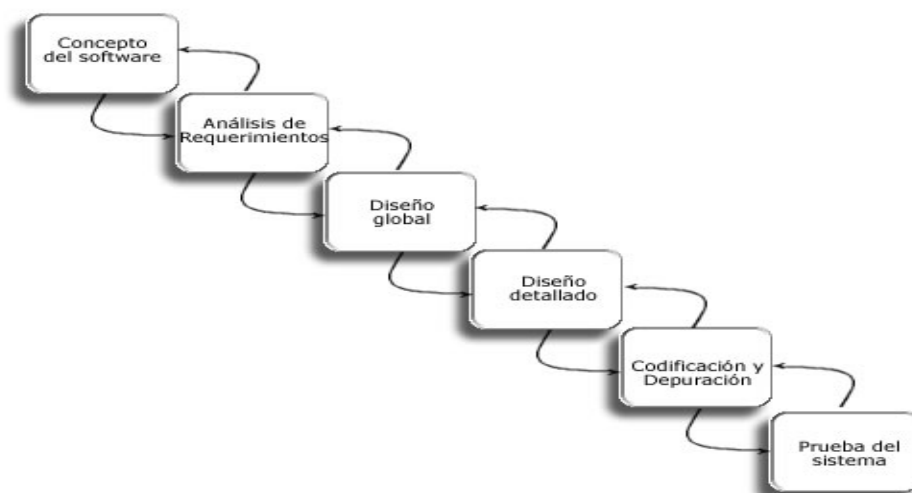 Concepto
del software
Análisis de
Requerimientos
Diseño
global
Diseño
detallado
Codificación y
Depuración
Prueba del
sistema